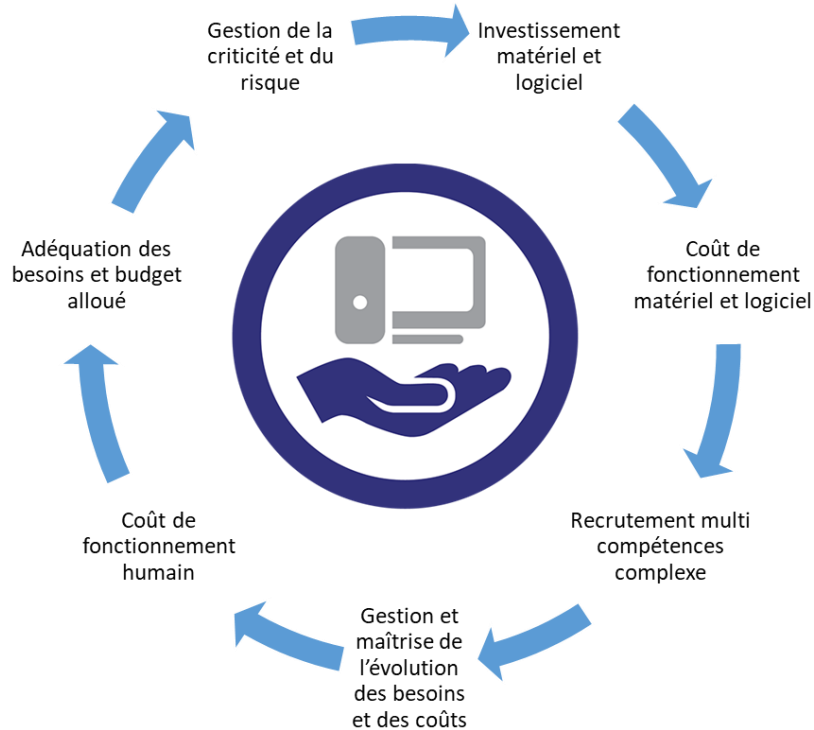 Gestion de la
criticité et du
risque
Investissement
matériel et
logiciel
Coût de
fonctionnement
matériel et logiciel
Recrutement multi
compétences
complexe
Gestion et
maîtrise de
l’évolution
des besoins
et des coûts
Coût de
fonctionnement
humain
Adéquation des
besoins et budget
alloué